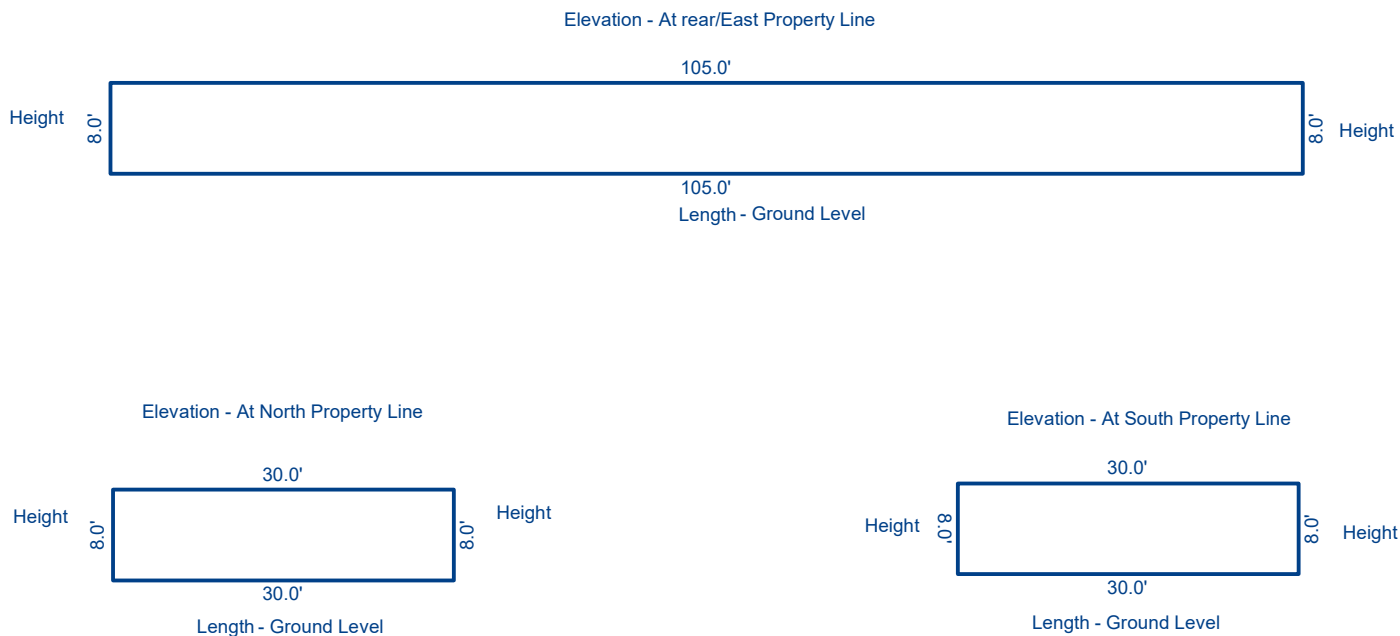 Elevation - At rear/East Property Line
105.0'
Height
8.0'
8.0'
Height
105.0'
Length - Ground Level
Elevation - At North Property Line
30.0'
Height
8.0'
8.0'
Height
30.0'
Length - Ground Level
Elevation - At South Property Line
30.0'
Height
8.0'
8.0'
Height
30.0'
Length - Ground Level